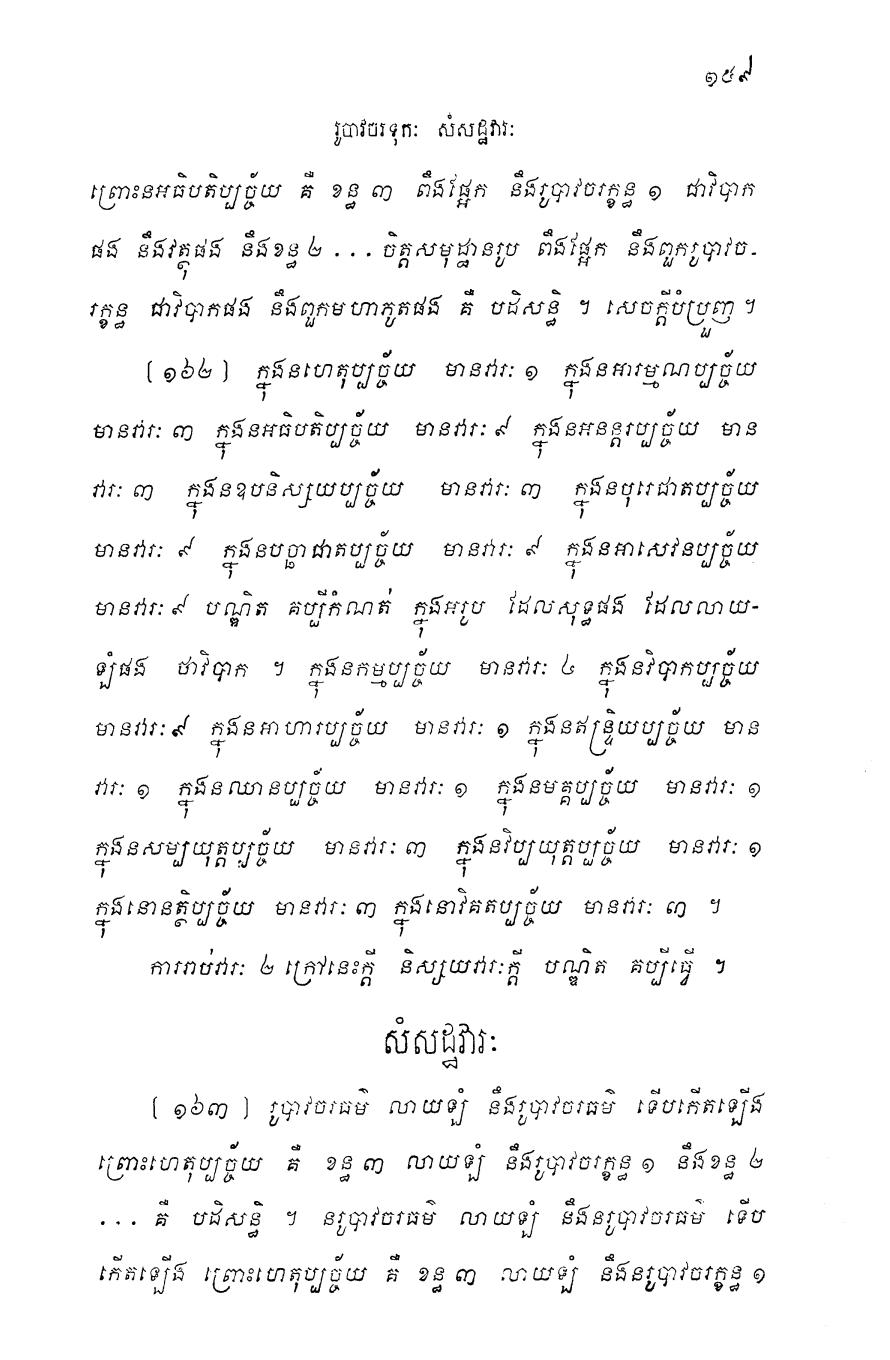 ១៥៩
រូបាវចរទុកៈ សំសដ្ឋវារៈ
ព្រោះនអធិបតិប្បច្ច័យ គឺ ខន្ធ ៣ ពឹងផ្អែក នឹងរូបាវចរក្ខន្ធ ១ ជាវិបាក
ផង នឹងវត្ថុផង នឹងខន្ធ ២ ... ចិត្តសមុដ្ឋានរូប ពឹងផ្អែក នឹងពួករូបាវច-
រក្ខន្ធ ជាវិបាកផង នឹងពួកមហាភូតផង គឺ បដិសន្ធិ ។ សេចក្តីបំប្រួញ ។
(១៦២) ក្នុងនហេតុប្បច្ច័យ មានវារៈ ១ ក្នុងនអារម្មណប្បច្ច័យ
មានវារៈ ៣ ក្នុងនអធិបតិប្បច្ច័យ មានវារៈ ៩ ក្នុងនអនន្តរប្បច្ច័យ មាន
វារៈ ៣ ក្នុងនឧបនិស្សយប្បច្ច័យ មានវារៈ ៣ ក្នុងនបុរេជាតប្បច្ច័យ
មានវារៈ ៩ ក្នុងនបច្ឆាជាតប្បច្ច័យ មានវារៈ ៩ ក្នុងនអាសេវនប្បច្ច័យ
មានវារៈ ៩ បណ្ឌិត គប្បីកំណត់ ក្នុងអរូប ដែលសុទ្ធផង ដែលលាយ-
ឡំផង ថាវិបាក ។ ក្នុងនកម្មប្បច្ច័យ មានវារៈ ៤ ក្នុងនវិបាកប្បច្ច័យ
មានវារៈ ៩ ក្នុងនអាហារប្បច្ច័យ មានវារៈ ១ ក្នុងនឥន្ទ្រិយប្បច្ច័យ មាន
វារៈ ១ ក្នុងនឈានប្បច្ច័យ មានវារៈ ១ ក្នុងនមគ្គប្បច្ច័យ មានវារៈ ១
ក្នុងនសម្បយុត្តប្បច្ច័យ មានវារៈ ៣ ក្នុងនវិប្បយុត្តប្បច្ច័យ មានវារៈ ១
ក្នុងនោនត្ថិប្បច្ច័យ មានវារៈ ៣ ក្នុងនោវិគតប្បច្ច័យ មានវារៈ ៣ ។
ការរាប់វារៈ ២ ក្រៅនេះក្តី និស្សយវារៈក្តី បណ្ឌិត គប្បីធ្វើ ។
សំសដ្ឋវារៈ
(១៦៣) រូបាវចរធម៌ លាយឡំ នឹងរូបាវចរធម៌ ទើបកើតឡើង
ព្រោះហេតុប្បច្ច័យ គឺ ខន្ធ ៣ លាយឡំ នឹងរូបាវចរក្ខន្ធ ១ នឹងខន្ធ ២
... គឺ បដិសន្ធិ ។ នរូបាវចរធម៌ លាយឡំ នឹងនរូបាវចរធម៌ ទើប
កើតឡើង ព្រោះហេតុប្បច្ច័យ គឺ ខន្ធ ៣ លាយឡំ នឹងនរូបាវចរក្ខន្ធ ១